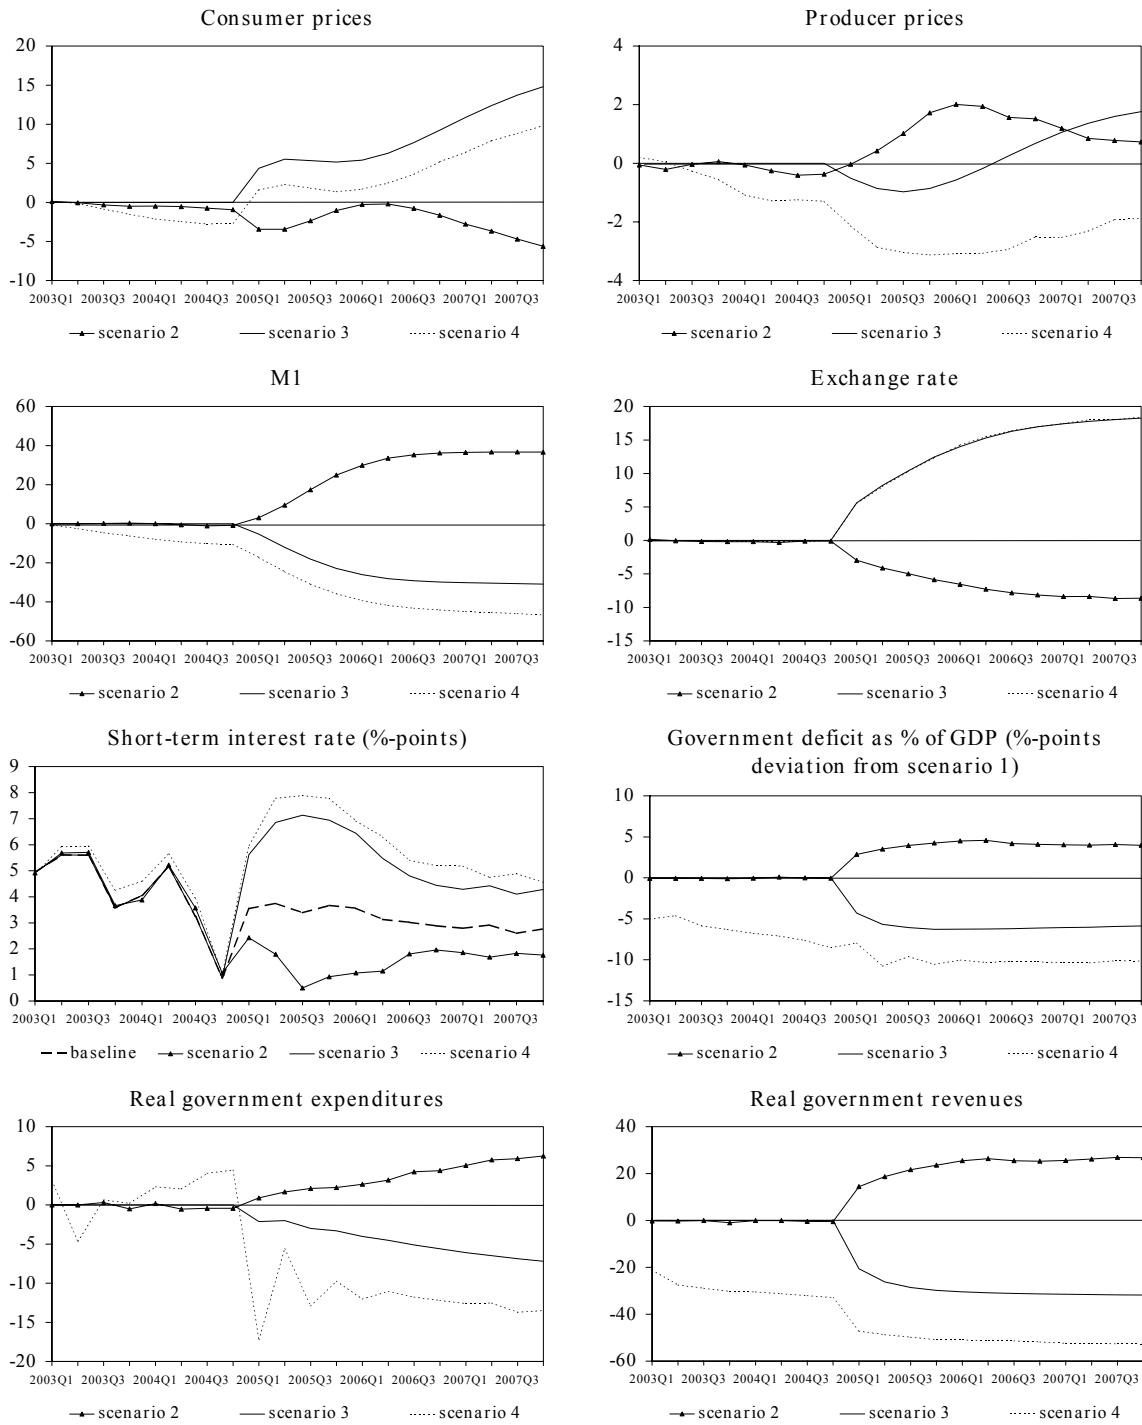 Consumer prices
20
15
10
5
0
-5
-10
2003Q1 2003Q3 2004Q1 2004Q3 2005Q1 2005Q3 2006Q1 2006Q3 2007Q1 2007Q3
scenario 2 scenario 3 scenario 4
Producer prices
4
2
0
-2
-4
2003Q1 2003Q3 2004Q1 2004Q3 2005Q1 2005Q3 2006Q1 2006Q3 2007Q1 2007Q3
scenario 2 scenario 3 scenario 4
M1
60
40
20
0
-20
-40
-60
2003Q1 2003Q3 2004Q1 2004Q3 2005Q1 2005Q3 2006Q1 2006Q3 2007Q1 2007Q3
scenario 2 scenario 3 scenario 4
Exchange rate
20
15
10
5
0
-5
-10
-15
2003Q1 2003Q3 2004Q1 2004Q3 2005Q1 2005Q3 2006Q1 2006Q3 2007Q1 2007Q3
scenario 2 scenario 3 scenario 4
Short-term interest rate (%-points)
9
8
7
6
5
4
3
2
1
0
2003Q1 2003Q3 2004Q1 2004Q3 2005Q1 2005Q3 2006Q1 2006Q3 2007Q1 2007Q3
baseline scenario 2 scenario 3 scenario 4
Government deficit as % of GDP (%-points
deviation from scenario 1)
10
5
0
-5
-10
-15
2003Q1 2003Q3 2004Q1 2004Q3 2005Q1 2005Q3 2006Q1 2006Q3 2007Q1 2007Q3
scenario 2 scenario 3 scenario 4
Real government expenditures
10
5
0
-5
-10
-15
-20
2003Q1 2003Q3 2004Q1 2004Q3 2005Q1 2005Q3 2006Q1 2006Q3 2007Q1 2007Q3
scenario 2 scenario 3 scenario 4
Real government revenues
40
20
0
-20
-40
-60
2003Q1 2003Q3 2004Q1 2004Q3 2005Q1 2005Q3 2006Q1 2006Q3 2007Q1 2007Q3
scenario 2 scenario 3 scenario 4